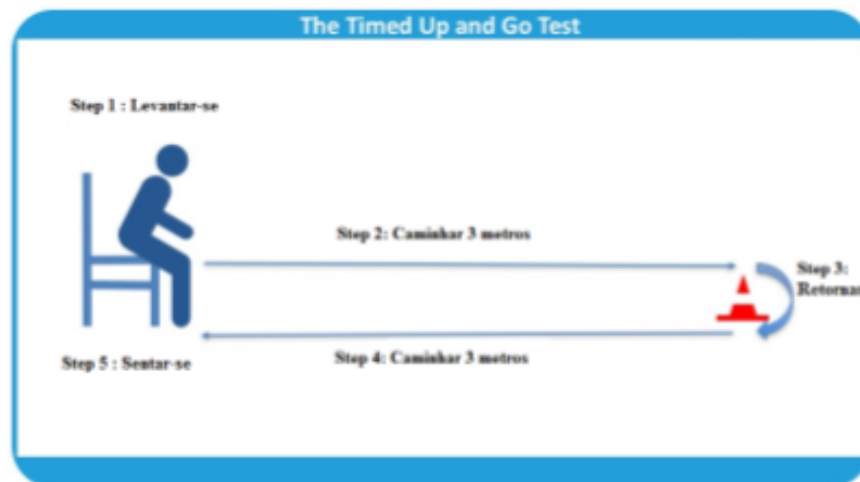 The Timed Up and Go Test
Step 1 : Levantar-se
Step 2: Caminhar 3 metros
Step 3:
Retornar
Step 4: Caminhar 3 metros
Step 5 : Sentar-se